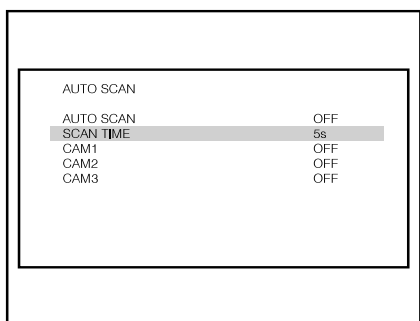 AUTO SCAN
AUTO SCAN OFF
SCAN TIME 5s
CAM1 OFF
CAM2 OFF
CAM3 OFF